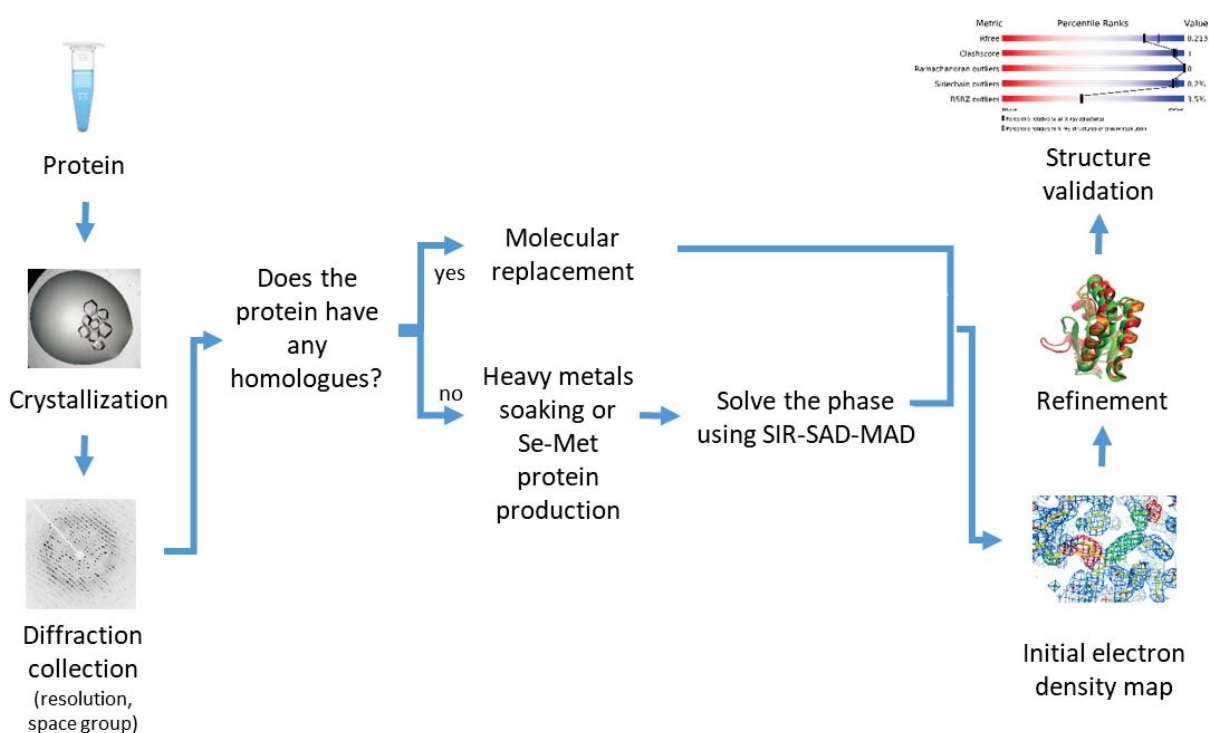 Metric Percentile Ranks Value
Rfree 0.213
Clashscore
Ramachandran outliers 0
Sidechain outliers 0.2%
RSRZ outliers 3.5%
Protein
Crystallization
Diffraction
collection
(resolution,
space group)
Does the
protein have
any
homologues?
yes
Molecular
replacement
no
Heavy metals
soaking or
Se-Met
protein
production
Solve the phase
using SIR-SAD-MAD
Initial electron
density map
Refinement
Structure
validation